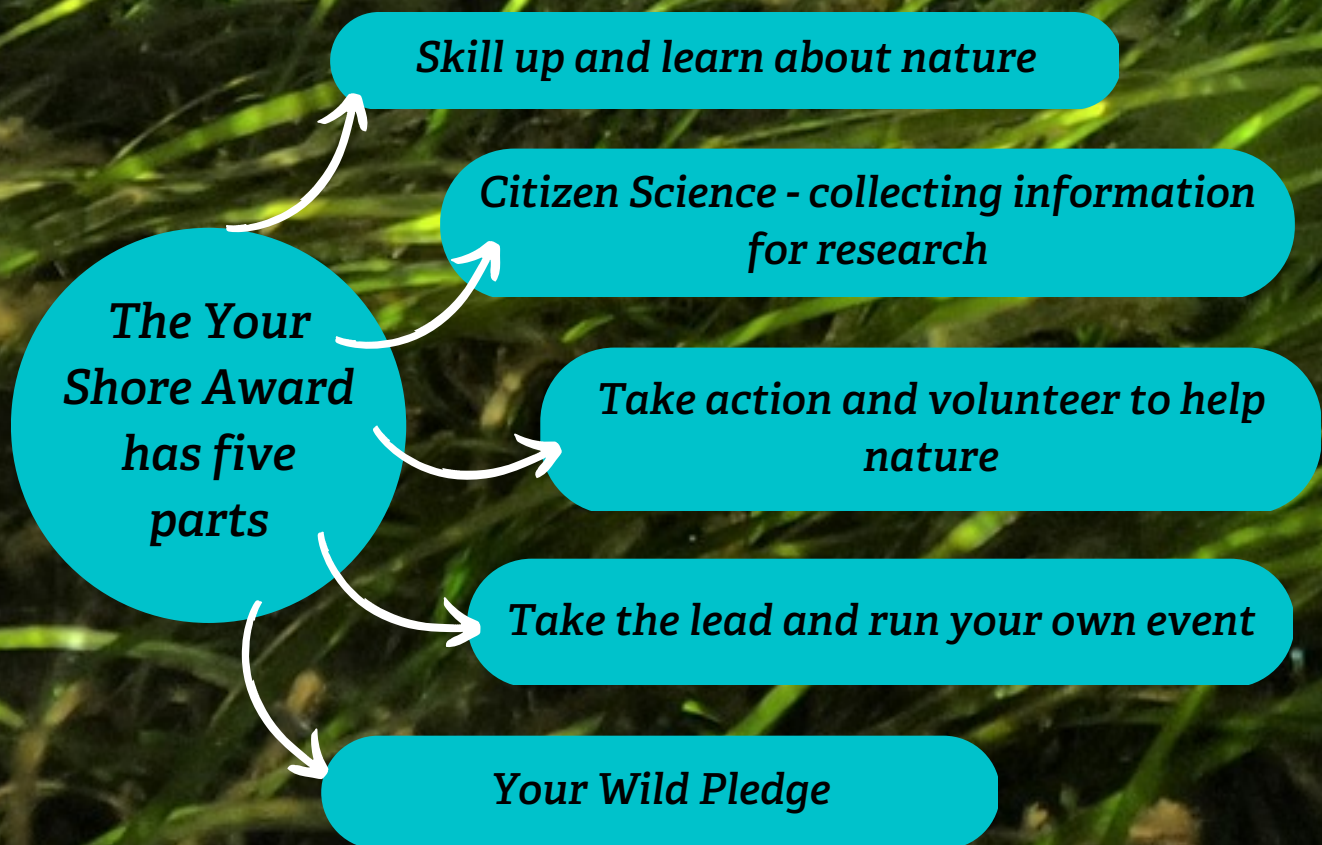 Skill up and learn about nature
Citizen Science - collecting information
for research
The Your
Shore Award
has five
parts
Take action and volunteer to help
nature
Take the lead and run your own event
Your Wild Pledge